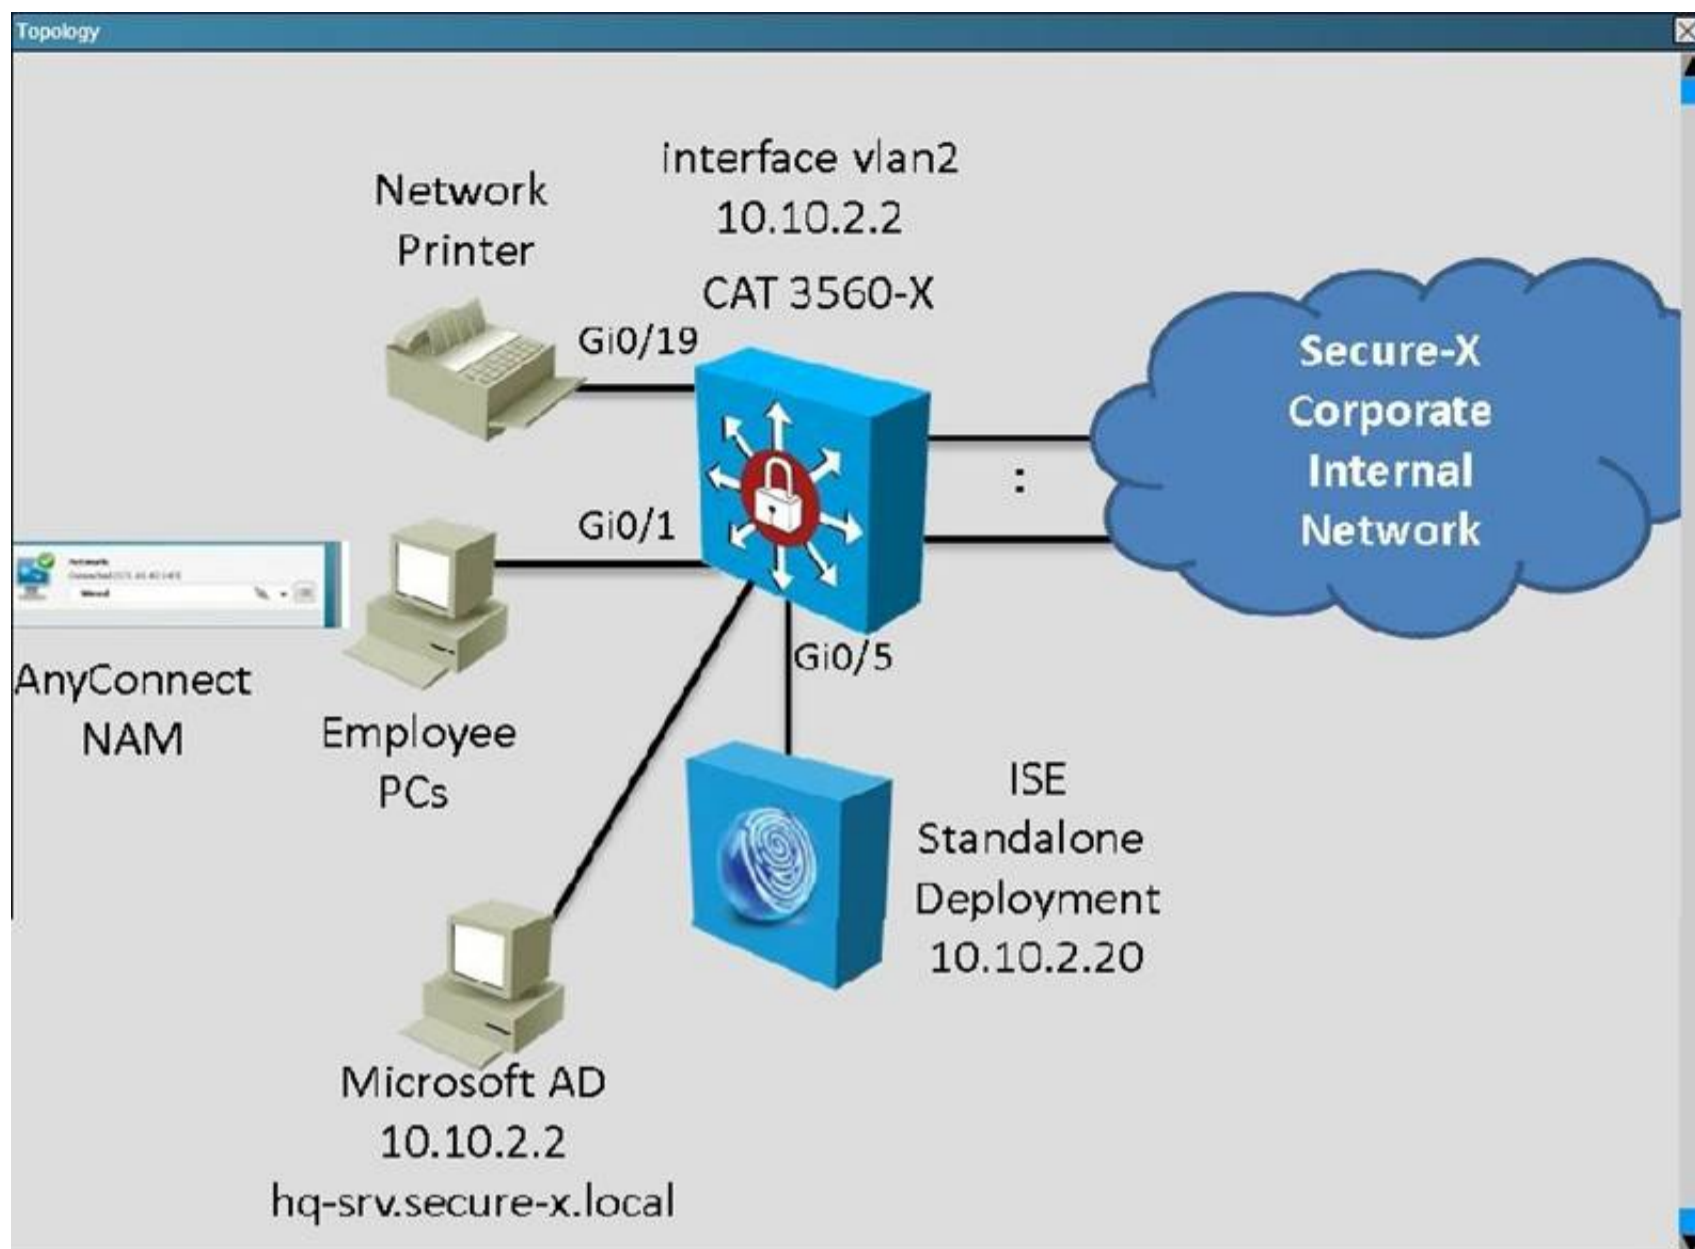 Topology
interface vlan2
10.10.2.2
CAT 3560-X
Network
Printer
Gi0/19
Secure-X
Corporate
Internal
Network
:
Gi0/1
Network
Wired
AnyConnect
NAM
Employee
PCs
Gi0/5
ISE
Standalone
Deployment
10.10.2.20
Microsoft AD
10.10.2.2
hq-srv.secure-x.local